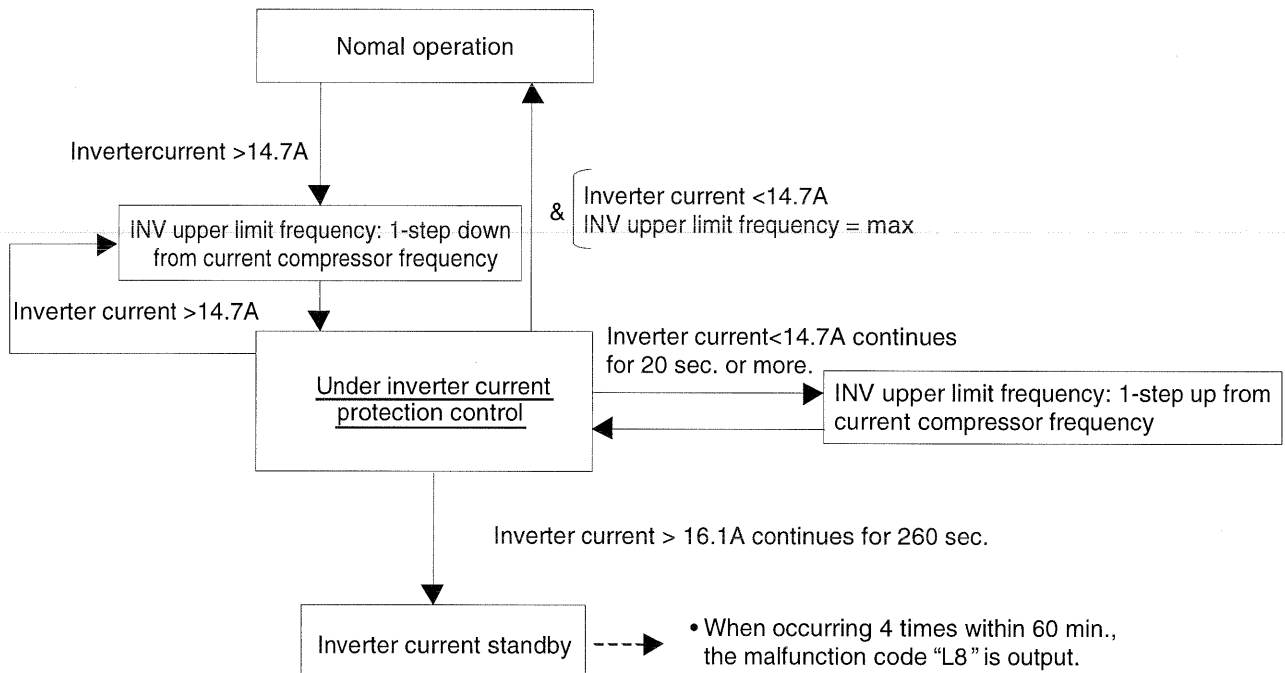 Nomal operation
Invertercurrent >14.7A
& Inverter current <14.7A
INV upper limit frequency = max
INV upper limit frequency: 1-step down
from current compressor frequency
Inverter current >14.7A
Under inverter current
protection control
Inverter current<14.7A continues
for 20 sec. or more.
INV upper limit frequency: 1-step up from
current compressor frequency
Inverter current > 16.1A continues for 260 sec.
Inverter current standby
• When occurring 4 times within 60 min.,
the malfunction code “L8” is output.